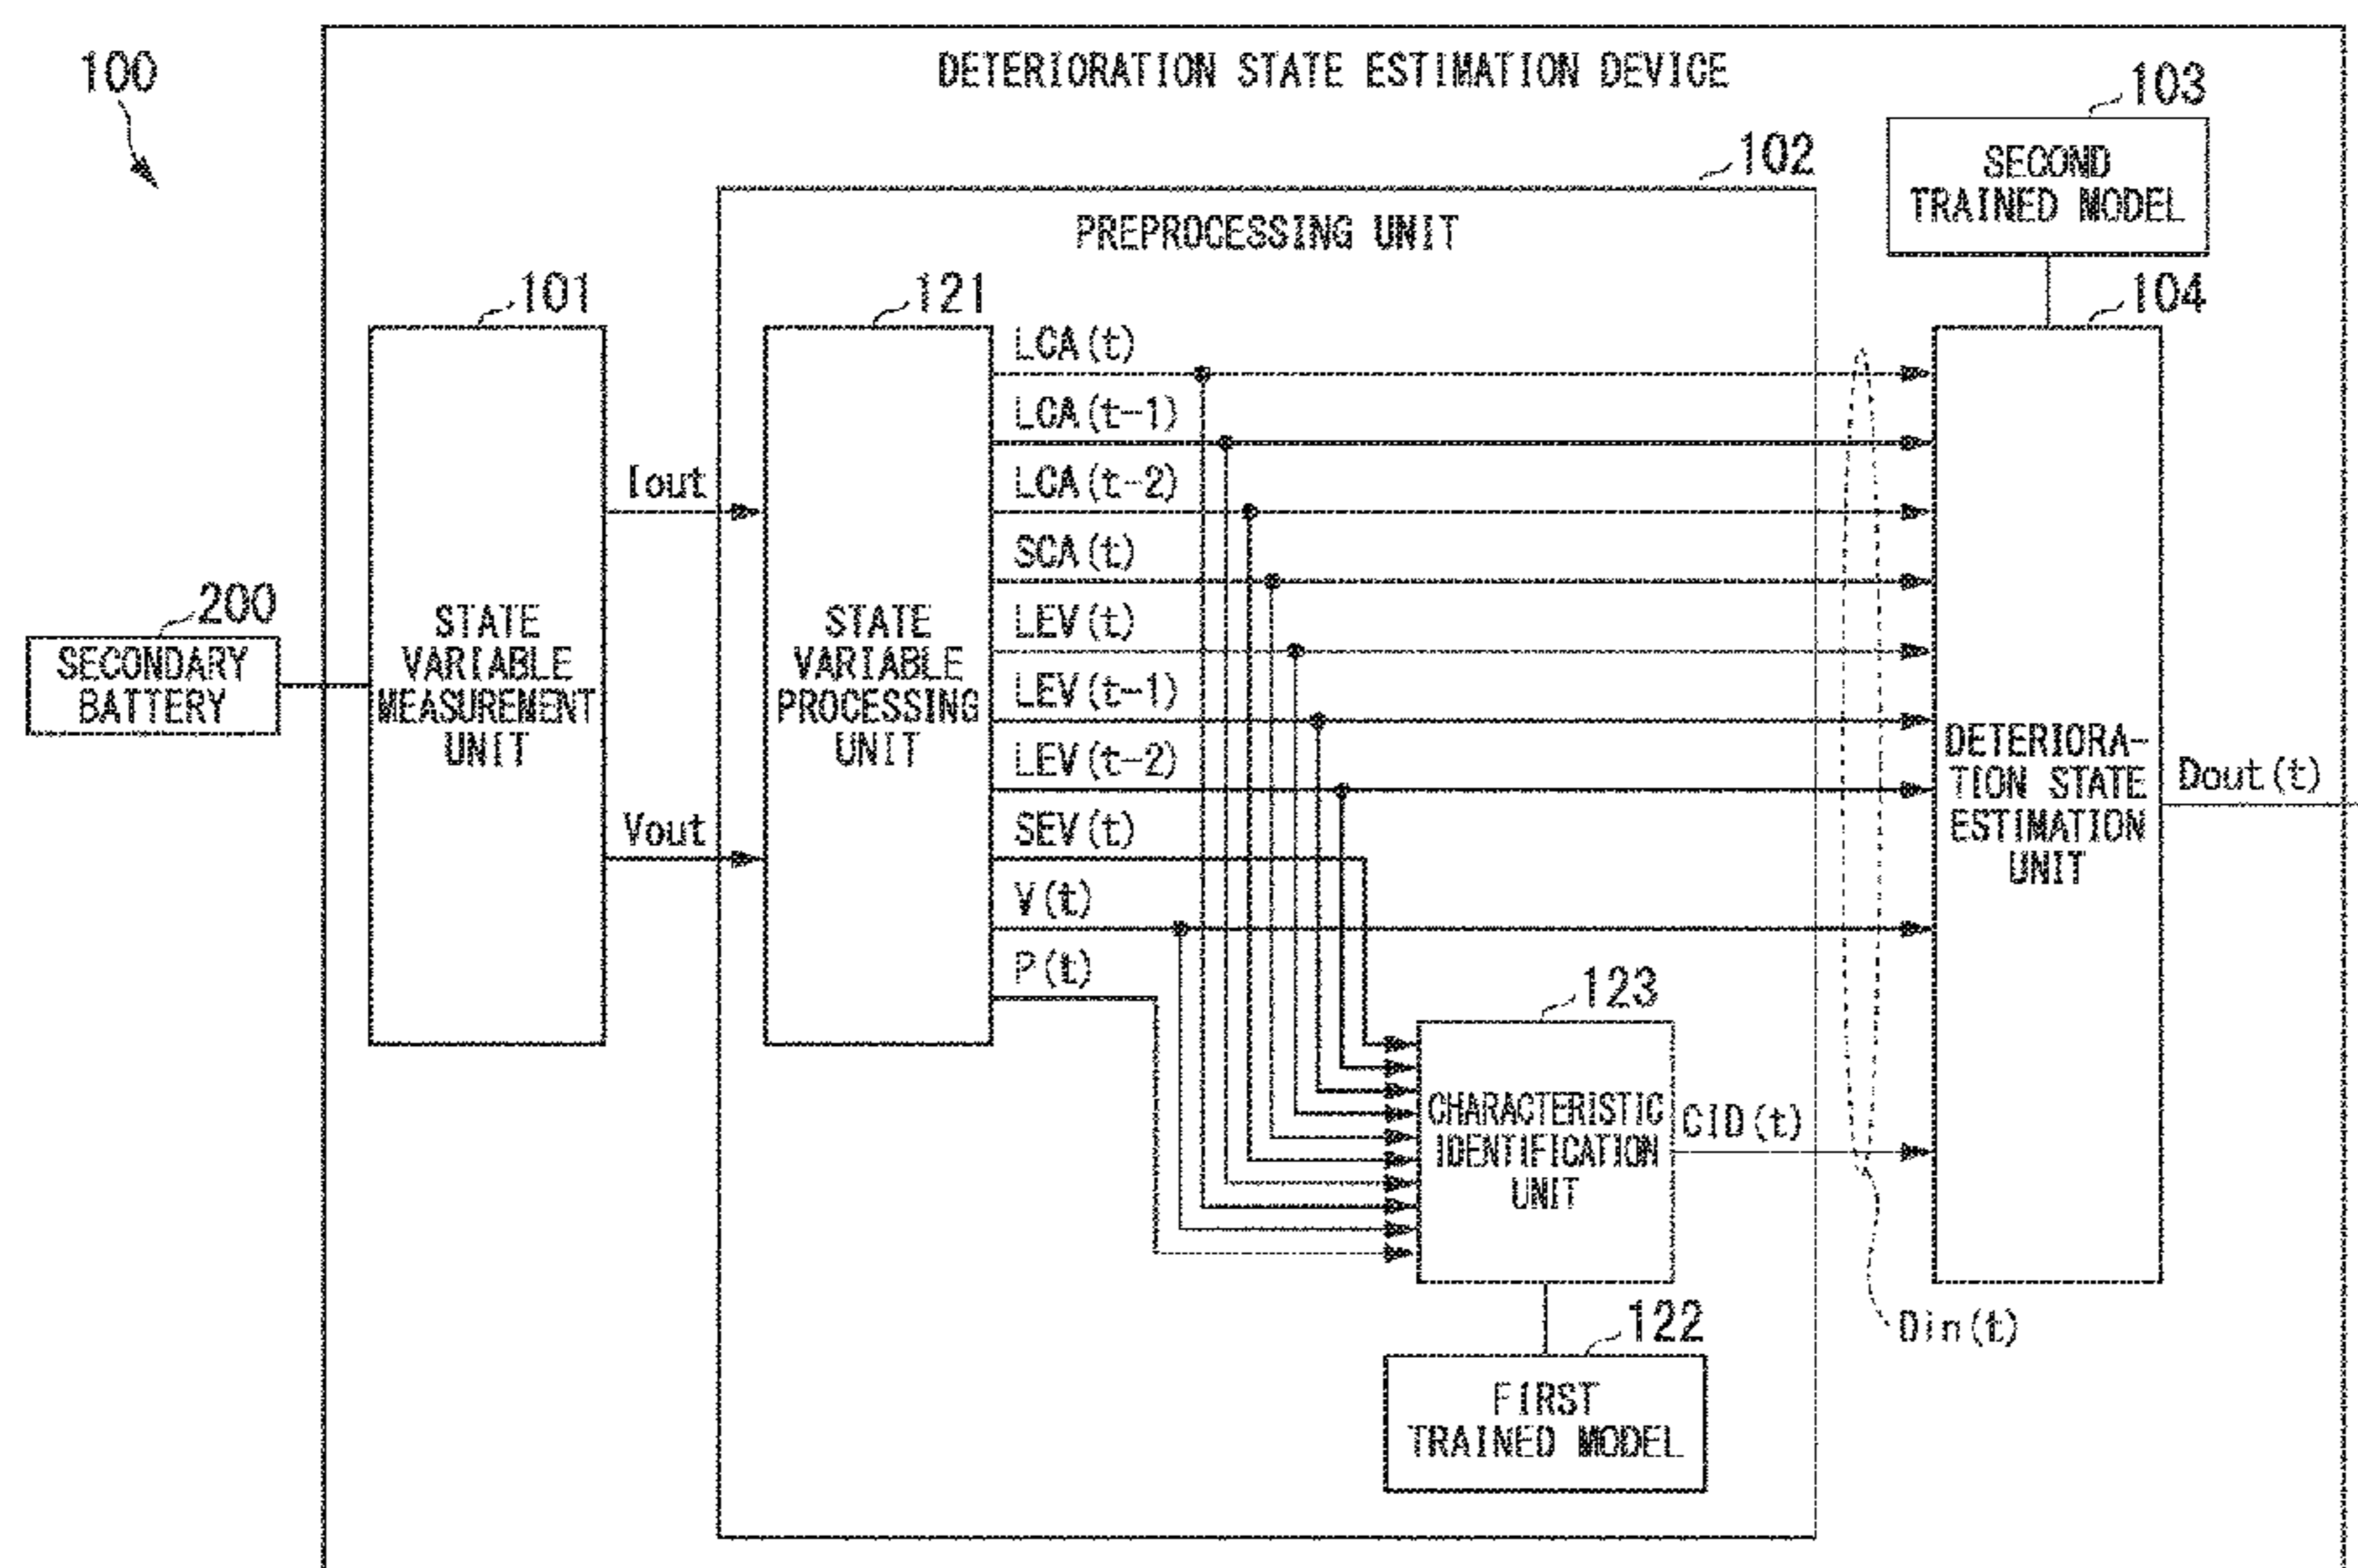 100
DETERIORATION STATE ESTIMATION DEVICE
103
SECOND
TRAINED MODEL
102
PREPROCESSING UNIT
101
121
104
200
SECONDARY
BATTERY
STATE
VARIABLE
MEASUREMENT
UNIT
Iout
Vout
STATE
VARIABLE
PROCESSING
UNIT
LCA(t)
LCA(t-1)
LCA(t-2)
SCA(t)
LEV(t)
LEV(t-1)
LEV(t-2)
SEV(t)
V(t)
P(t)
123
CHARACTERISTIC
IDENTIFICATION
UNIT
CID(t)
122
FIRST
TRAINED MODEL
DETERIORA-
TION STATE
ESTIMATION
UNIT
Dout(t)
Din(t)